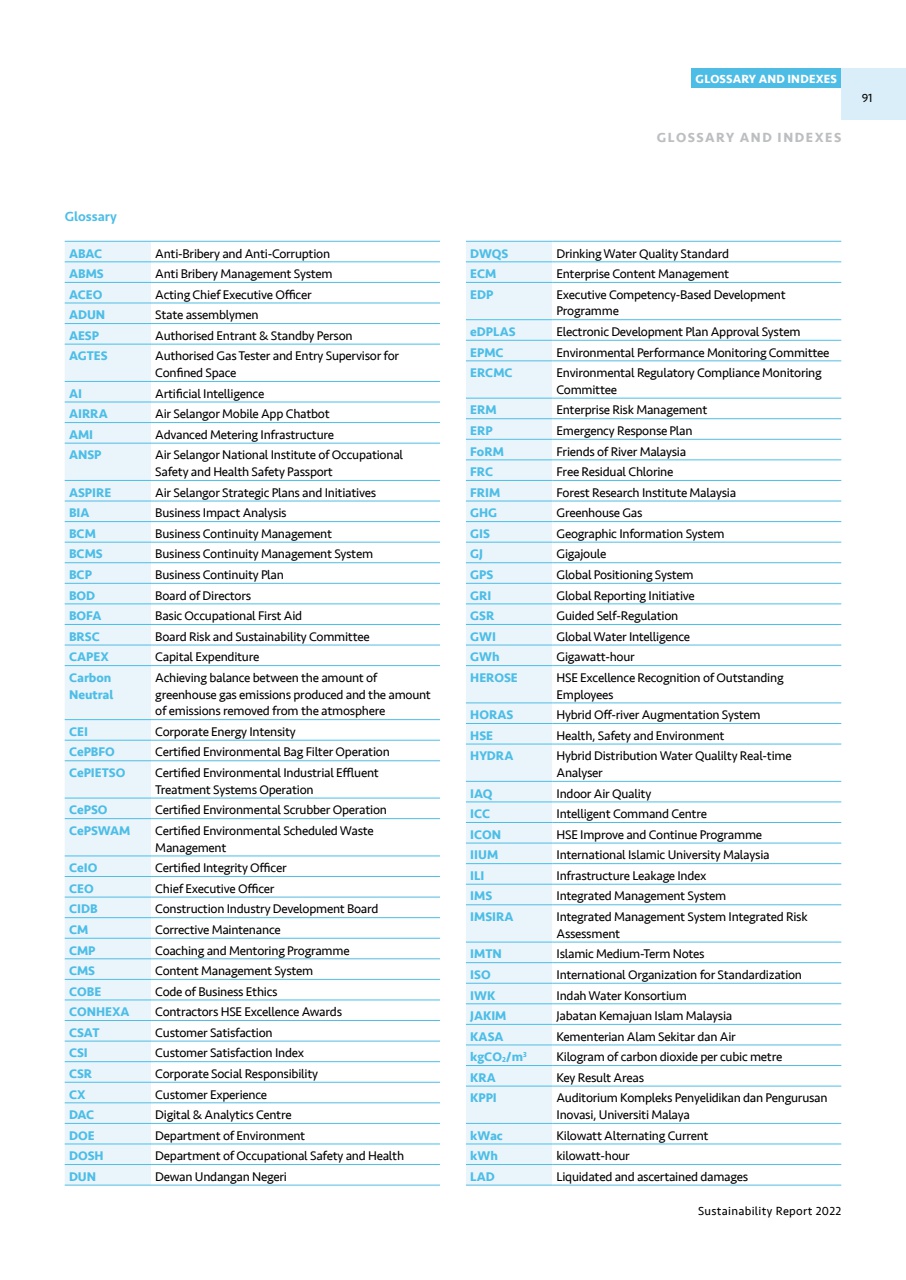 GLOSSARY AND INDEXES
91
GLOSSARY AND INDEXES
Glossary
ABAC Anti-Bribery and Anti-Corruption
ABMS Anti Bribery Management System
ACEO Acting Chief Executive Officer
ADUN State assemblymen
AESP Authorised Entrant & Standby Person
AGTES Authorised Gas Tester and Entry Supervisor for
Confined Space
AI Artificial Intelligence
AIRRA Air Selangor Mobile App Chatbot
AMI Advanced Metering Infrastructure
ANSP Air Selangor National Institute of Occupational
Safety and Health Safety Passport
ASPIRE Air Selangor Strategic Plans and Initiatives
BIA Business Impact Analysis
BCM Business Continuity Management
BCMS Business Continuity Management System
BCP Business Continuity Plan
BOD Board of Directors
BOFA Basic Occupational First Aid
BRSC Board Risk and Sustainability Committee
CAPEX Capital Expenditure
Carbon Achieving balance between the amount of
Neutral greenhouse gas emissions produced and the amount
of emissions removed from the atmosphere
CEI Corporate Energy Intensity
CePBFO Certified Environmental Bag Filter Operation
CePIETSO Certified Environmental Industrial Effluent
Treatment Systems Operation
CePSO Certified Environmental Scrubber Operation
CePSWAM Certified Environmental Scheduled Waste
Management
CeIO Certified Integrity Officer
CEO Chief Executive Officer
CIDB Construction Industry Development Board
CM Corrective Maintenance
CMP Coaching and Mentoring Programme
CMS Content Management System
COBE Code of Business Ethics
CONHEXA Contractors HSE Excellence Awards
CSAT Customer Satisfaction
CSI Customer Satisfaction Index
CSR Corporate Social Responsibility
CX Customer Experience
DAC Digital & Analytics Centre
DOE Department of Environment
DOSH Department of Occupational Safety and Health
DUN Dewan Undangan Negeri
DWQS Drinking Water Quality Standard
ECM Enterprise Content Management
EDP Executive Competency-Based Development
Programme
eDPLAS Electronic Development Plan Approval System
EPMC Environmental Performance Monitoring Committee
ERCMC Environmental Regulatory Compliance Monitoring
Committee
ERM Enterprise Risk Management
ERP Emergency Response Plan
FoRM Friends of River Malaysia
FRC Free Residual Chlorine
FRIM Forest Research Institute Malaysia
GHG Greenhouse Gas
GIS Geographic Information System
GJ Gigajoule
GPS Global Positioning System
GRI Global Reporting Initiative
GSR Guided Self-Regulation
GWI Global Water Intelligence
GWh Gigawatt-hour
HEROSE HSE Excellence Recognition of Outstanding
Employees
HORAS Hybrid Off-river Augmentation System
HSE Health, Safety and Environment
HYDRA Hybrid Distribution Water Qualilty Real-time
Analyser
IAQ Indoor Air Quality
ICC Intelligent Command Centre
ICON HSE Improve and Continue Programme
IIUM International Islamic University Malaysia
ILI Infrastructure Leakage Index
IMS Integrated Management System
IMSIRA Integrated Management System Integrated Risk
Assessment
IMTN Islamic Medium-Term Notes
ISO International Organization for Standardization
IWK Indah Water Konsortium
JAKIM Jabatan Kemajuan Islam Malaysia
KASA Kementerian Alam Sekitar dan Air
kgCO₂/m³ Kilogram of carbon dioxide per cubic metre
KRA Key Result Areas
KPPI Auditorium Kompleks Penyelidikan dan Pengurusan
Inovasi, Universiti Malaya
kWac Kilowatt Alternating Current
kWh kilowatt-hour
LAD Liquidated and ascertained damages
Sustainability Report 2022